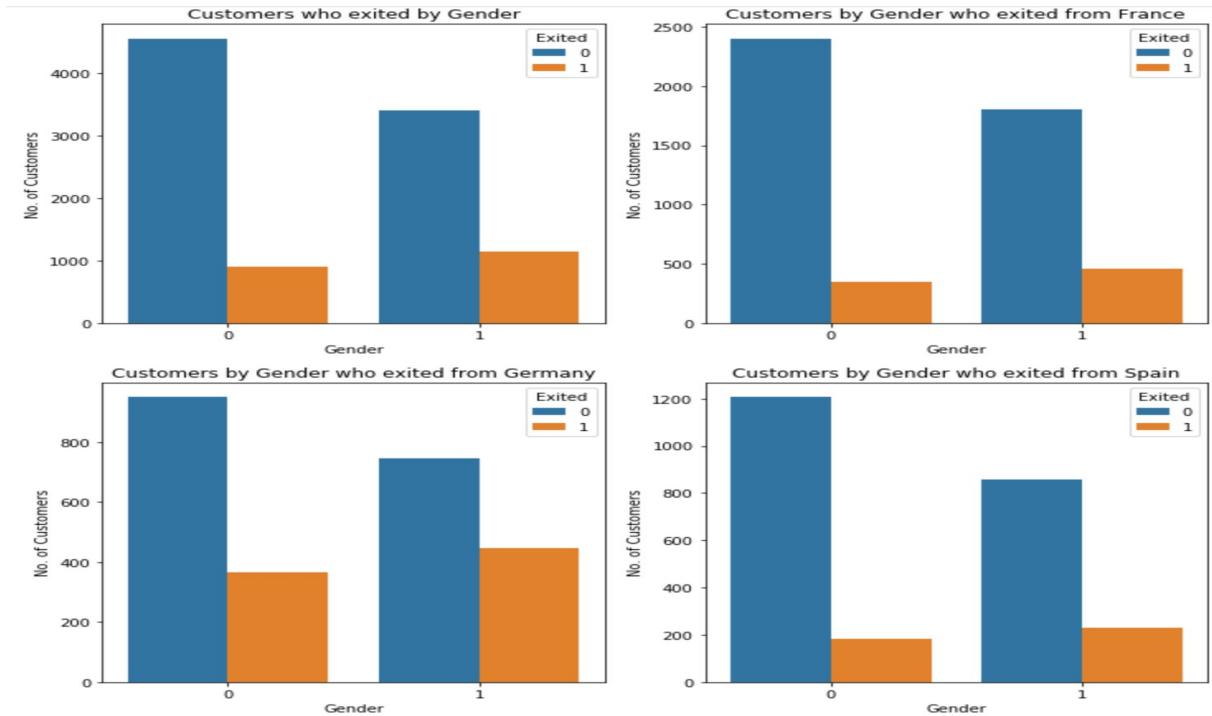 Customers who exited by Gender
Exited
0
1
4000
3000
2000
1000
0
No. of Customers
0 1
Gender
Customers by Gender who exited from France
Exited
0
1
2500
2000
1500
1000
500
0
No. of Customers
0 1
Gender
Customers by Gender who exited from Germany
Exited
0
1
800
600
400
200
0
No. of Customers
0 1
Gender
Customers by Gender who exited from Spain
Exited
0
1
1200
1000
800
600
400
200
0
No. of Customers
0 1
Gender